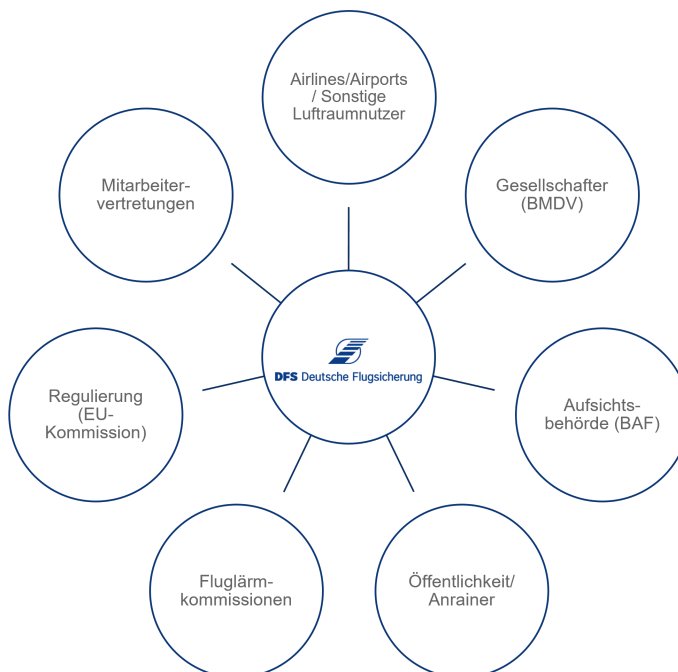 Airlines/Airports
/ Sonstige
Luftraumnutzer
Mitarbeiter-
vertretungen
Gesellschafter
(BMDV)
DFS Deutsche Flugsicherung
Regulierung
(EU-
Kommission)
Aufsichts-
behörde (BAF)
Fluglärm-
kommissionen
Öffentlichkeit/
Anrainer